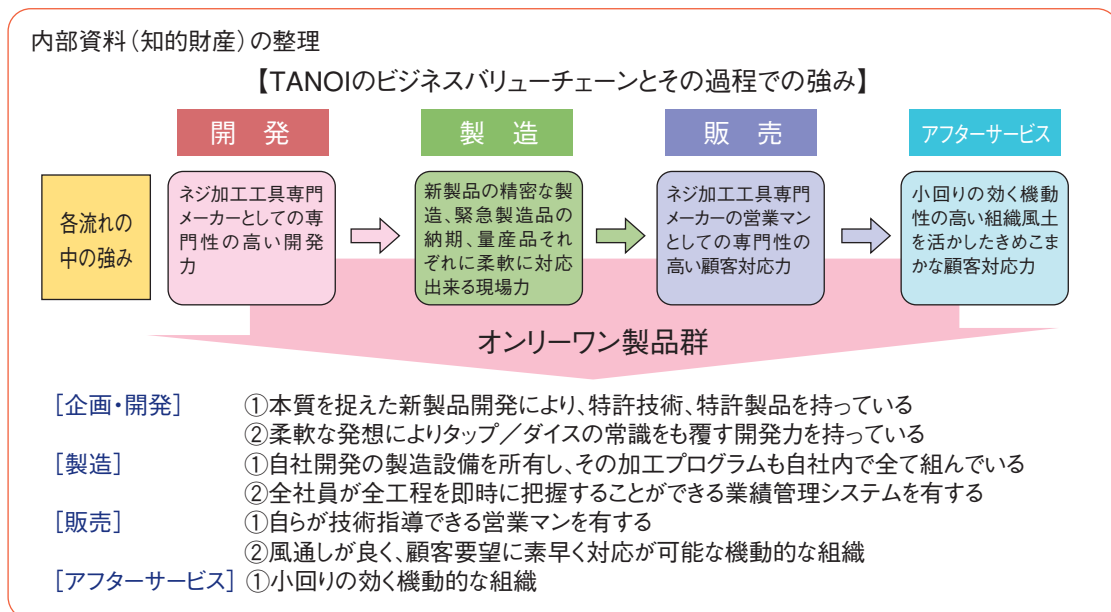 内部資料（知的財産）の整理
【TANOIのビジネスバリューチェーンとその過程での強み】
開　発
製　造
販　売
アフターサービス
各流れの
中の強み
ネジ加工工具専門
メーカーとしての専
門性の高い開発
力
新製品の精密な製
造、緊急製造品の
納期、量産品それ
ぞれに柔軟に対応
出来る現場力
ネジ加工工具専門
メーカーの営業マン
としての専門性の
高い顧客対応力
小回りの効く機動
性の高い組織風土
を活かしたきめこま
かな顧客対応力
オンリーワン製品群
［企画・開発］　①本質を捉えた新製品開発により、特許技術、特許製品を持っている
②柔軟な発想によりタップ／ダイスの常識をも覆す開発力を持っている
［製造］　①自社開発の製造設備を所有し、その加工プログラムも自社内で全て組んでいる
②全社員が全工程を即時に把握することができる業績管理システムを有する
［販売］　①自らが技術指導できる営業マンを有する
②風通しが良く、顧客要望に素早く対応が可能な機動的な組織
［アフターサービス］①小回りの効く機動的な組織